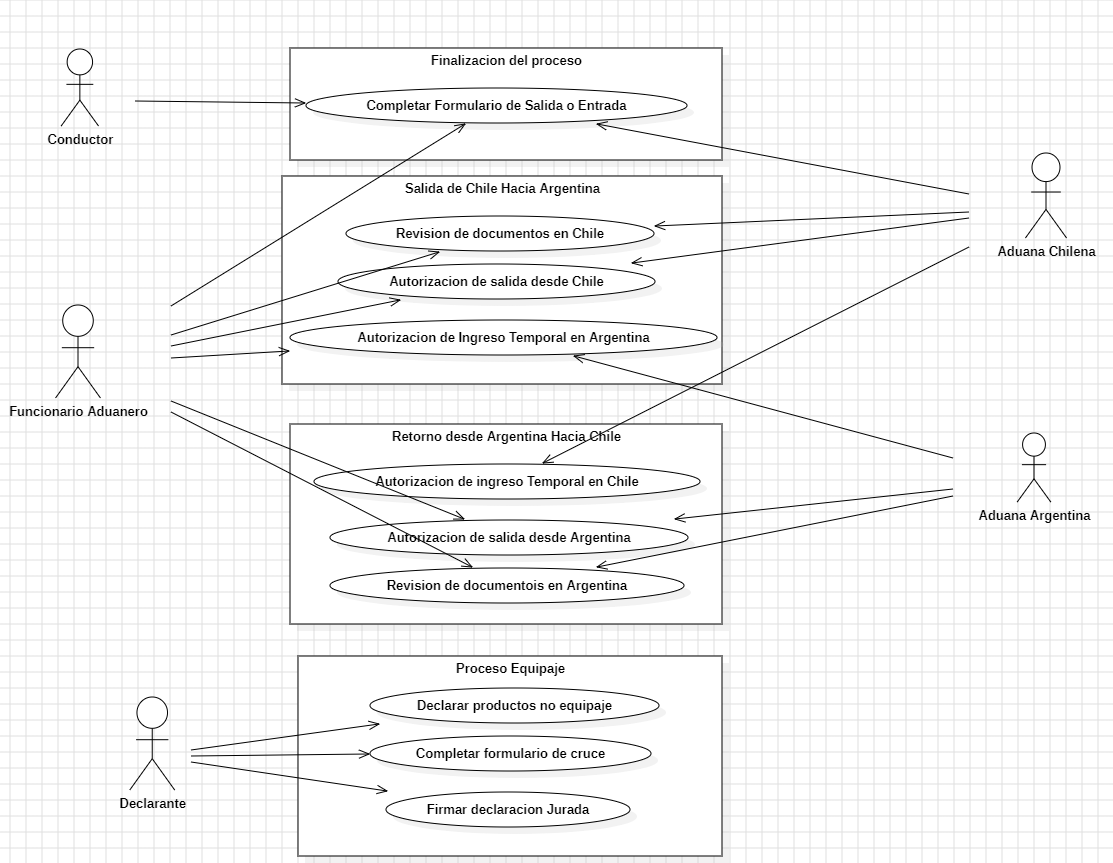 Finalizacion del proceso
Completar Formulario de Salida o Entrada
Conductor
Salida de Chile Hacia Argentina
Revision de documentos en Chile
Autorizacion de salida desde Chile
Autorizacion de Ingreso Temporal en Argentina
Aduana Chilena
Funcionario Aduanero
Retorno desde Argentina Hacia Chile
Autorizacion de ingreso Temporal en Chile
Autorizacion de salida desde Argentina
Revision de documentois en Argentina
Aduana Argentina
Proceso Equipaje
Declarar productos no equipaje
Completar formulario de cruce
Firmar declaracion Jurada
Declarante